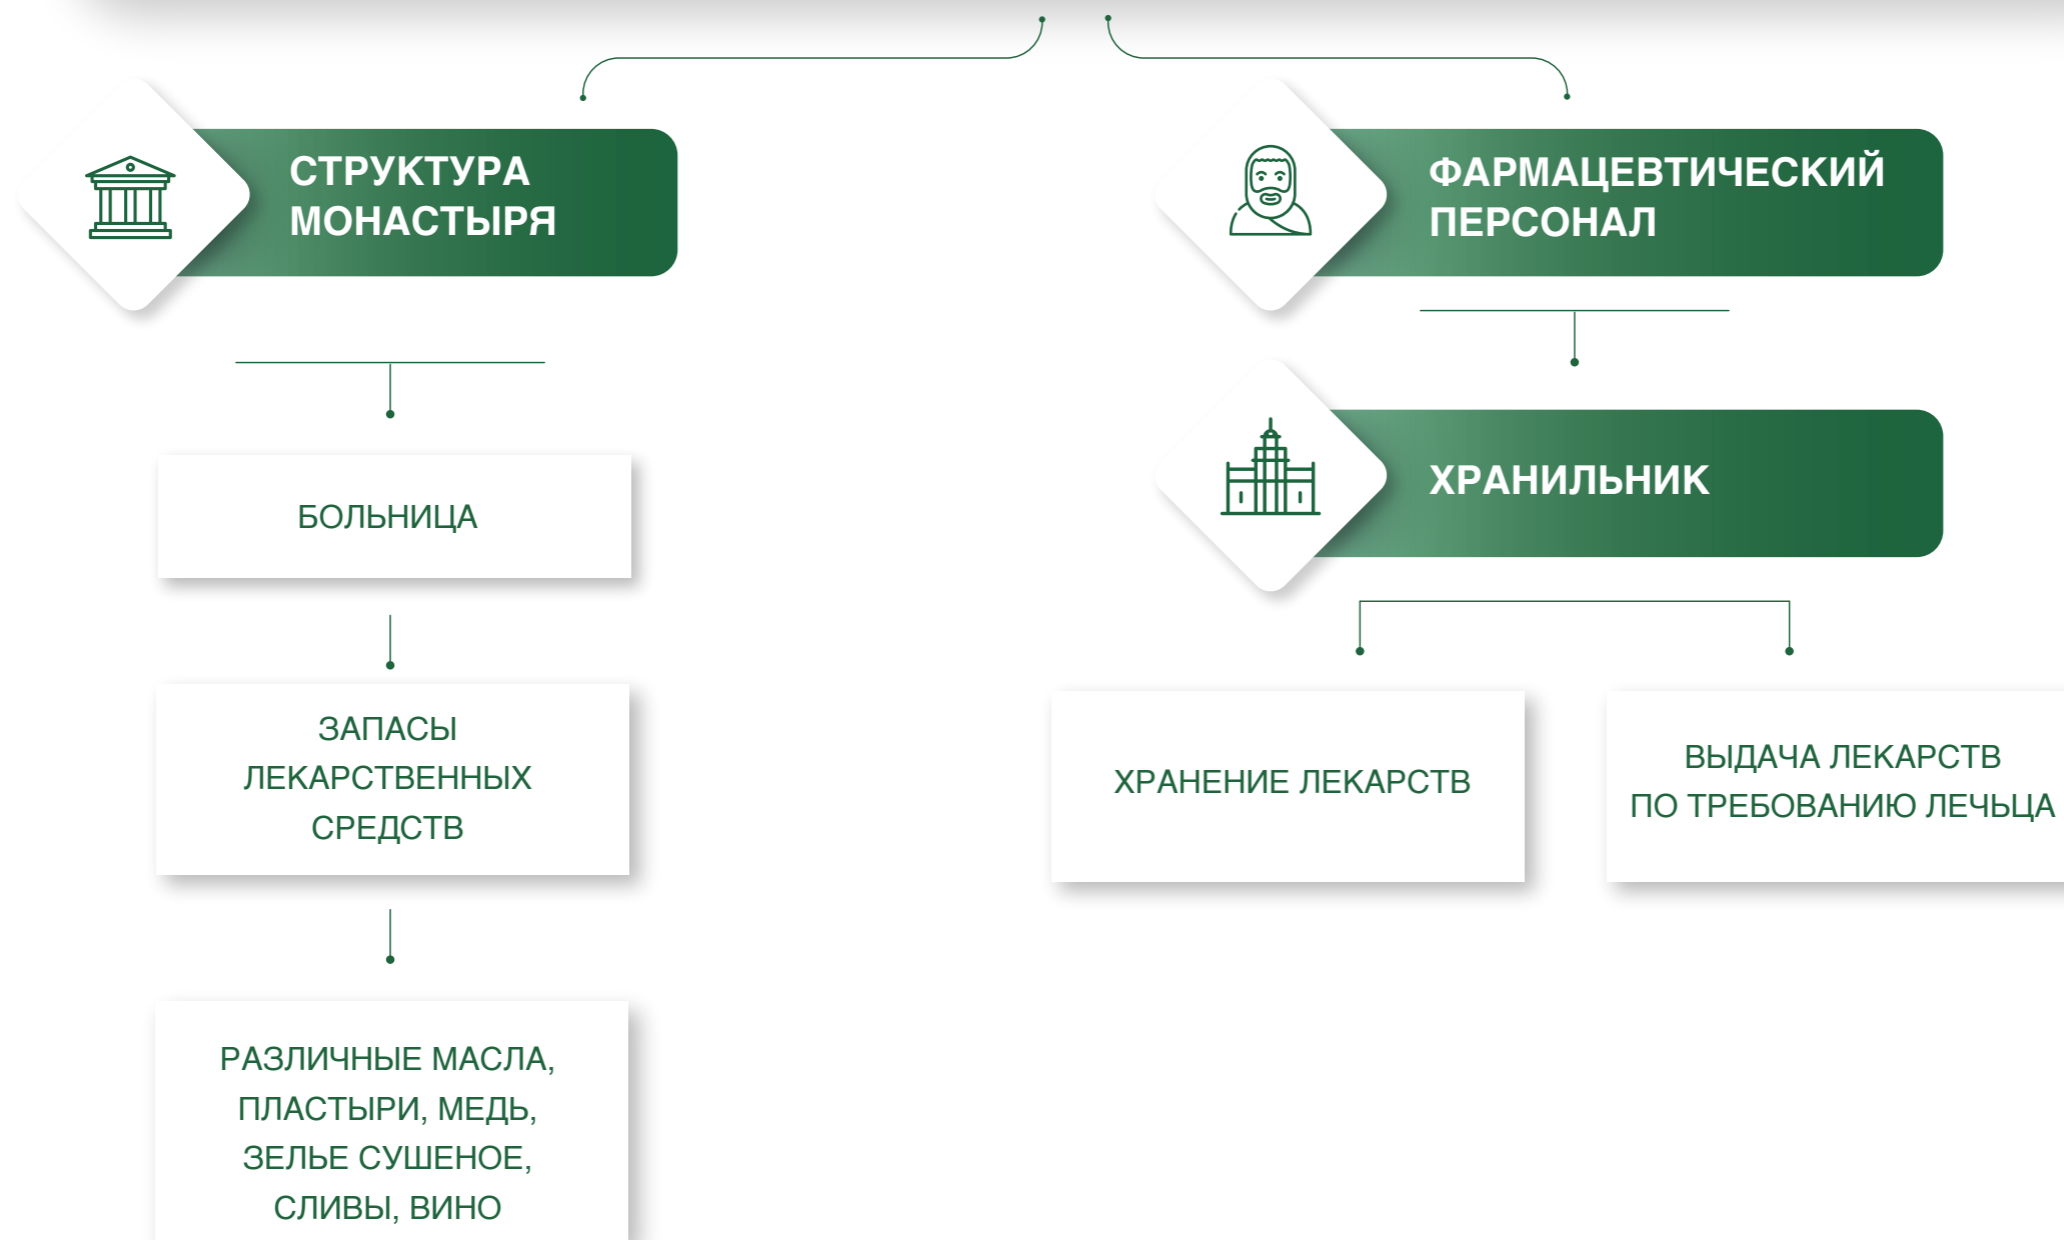 СТРУКТУРА
МОНАСТЫРЯ
БОЛЬНИЦА
ЗАПАСЫ
ЛЕКАРСТВЕННЫХ
СРЕДСТВ
РАЗЛИЧНЫЕ МАСЛА,
ПЛАСТЫРИ, МЕДЬ,
ЗЕЛЬЕ СУШЕНОЕ,
СЛИВЫ, ВИНО
ФАРМАЦЕВТИЧЕСКИЙ
ПЕРСОНАЛ
ХРАНИЛЬНИК
ХРАНЕНИЕ ЛЕКАРСТВ
ВЫДАЧА ЛЕКАРСТВ
ПО ТРЕБОВАНИЮ ЛЕЧЬЦА